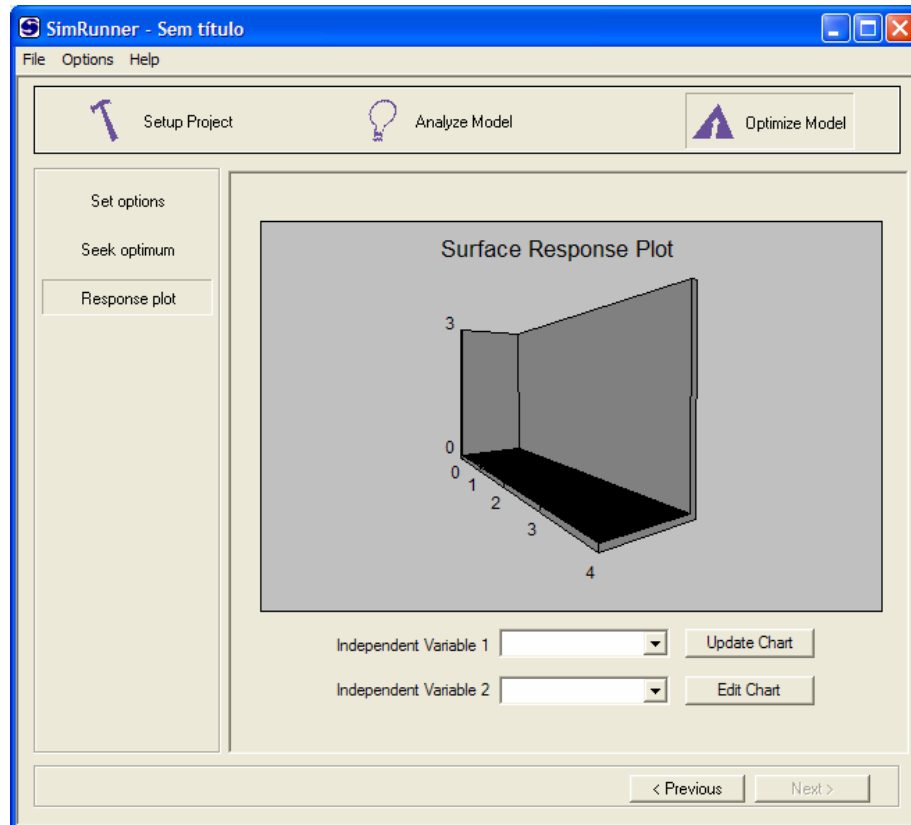 SimRunner - Sem título
File Options Help
Setup Project
Analyze Model
Optimize Model
Set options
Seek optimum
Response plot
Surface Response Plot
3
0
0
1
2
3
4
Independent Variable 1
Update Chart
Independent Variable 2
Edit Chart
< Previous
Next >